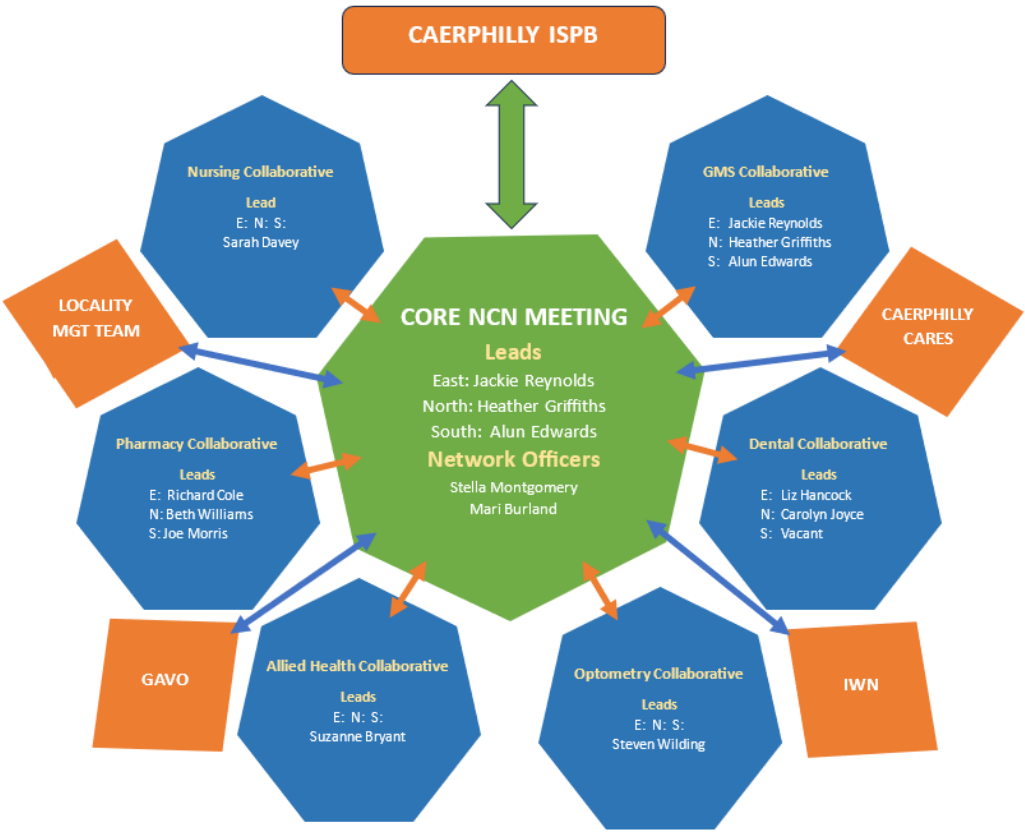 CAERPHILLY ISPB
Nursing Collaborative
Lead
E: N: S:
Sarah Davey
GMS Collaborative
Leads
E: Jackie Reynolds
N: Heather Griffiths
S: Alun Edwards
LOCALITY
MGT TEAM
CORE NCN MEETING
Leads
East: Jackie Reynolds
North: Heather Griffiths
South: Alun Edwards
Network Officers
Stella Montgomery
Mari Burland
CAERPHILLY
CARES
Pharmacy Collaborative
Leads
E: Richard Cole
N: Beth Williams
S: Joe Morris
Dental Collaborative
Leads
E: Liz Hancock
N: Carolyn Joyce
S: Vacant
GAVO
Allied Health Collaborative
Leads
E: N: S:
Suzanne Bryant
Optometry Collaborative
Leads
E: N: S:
Steven Wilding
IWN